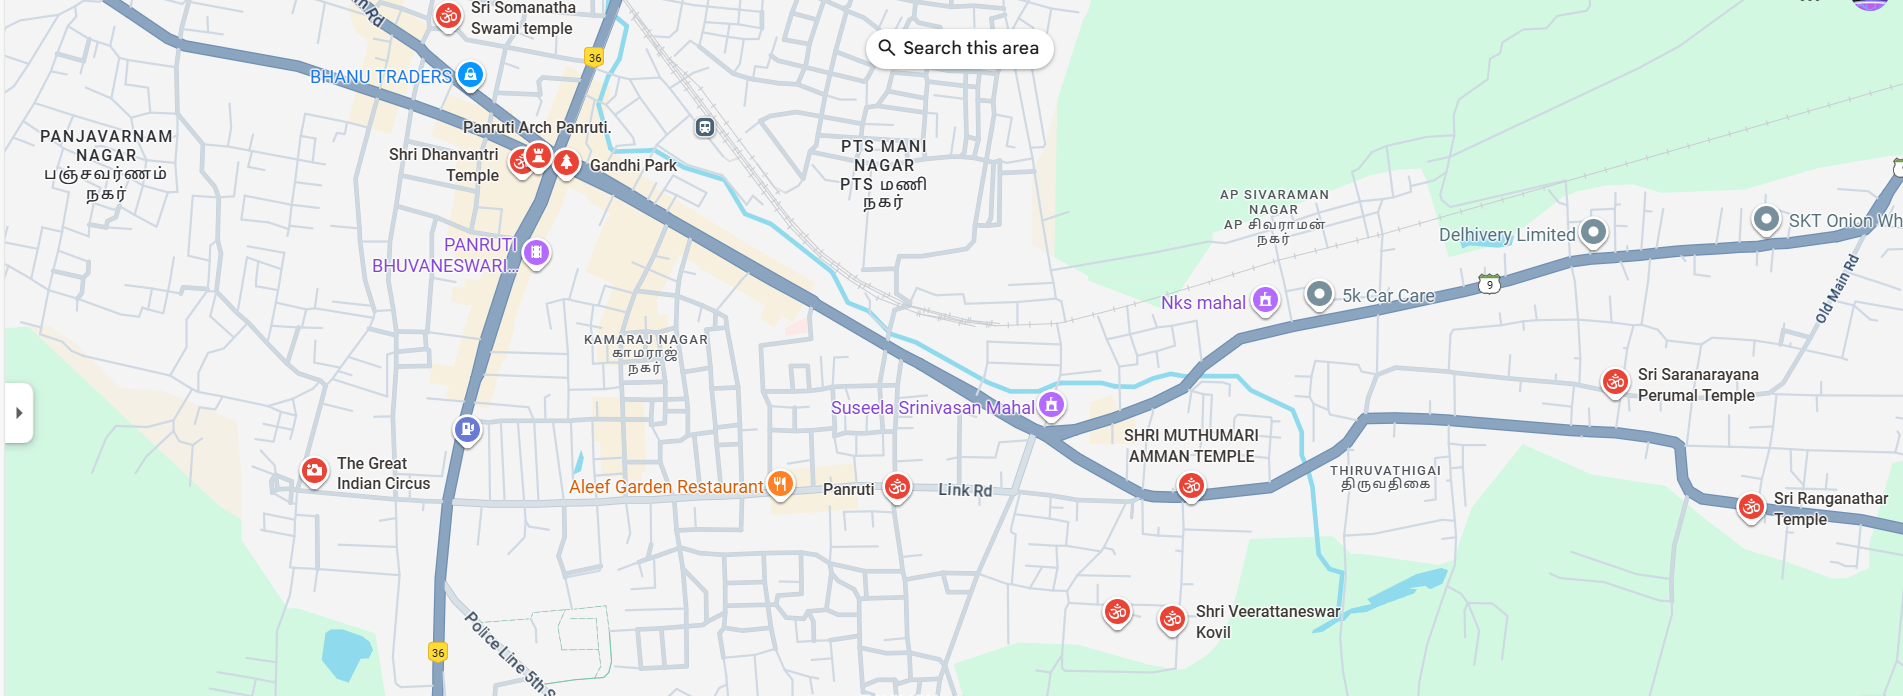 Sri Somanatha
Swami temple
36
Search this area
BHANU TRADERS
Panruti Arch Panruti.
PANJAVARNAM
NAGAR
பஞ்சவர்ணம்
நகர்
Shri Dhanvantri
Temple
Gandhi Park
PTS MANI
NAGAR
PTS மணி
நகர்
AP SIVARAMAN
NAGAR
AP சிவராமன்
நகர்
Delhivery Limited
SKT Onion Wh
PANRUTI
BHUVANESWARI...
9
Nks mahal
5k Car Care
Old Main Rd
KAMARAJ NAGAR
காமராஜ்
நகர்
Sri Saranarayana
Perumal Temple
Suseela Srinivasan Mahal
SHRI MUTHUMARI
AMMAN TEMPLE
The Great
Indian Circus
THIRUVATHIGAI
திருவதிகை
Aleef Garden Restaurant
Panruti
Link Rd
Sri Ranganathar
Temple
Shri Veerattaneswar
Kovil
36
Police Line 5th S